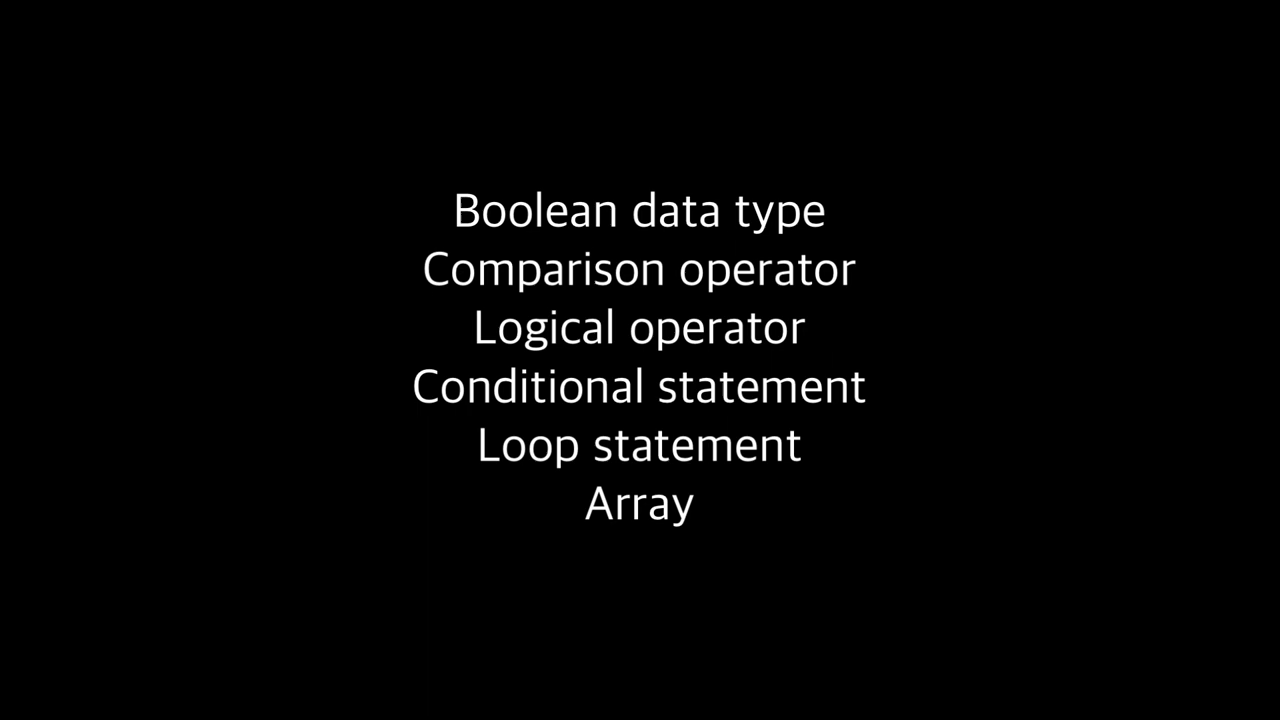 Boolean data type
Comparison operator
Logical operator
Conditional statement
Loop statement
Array